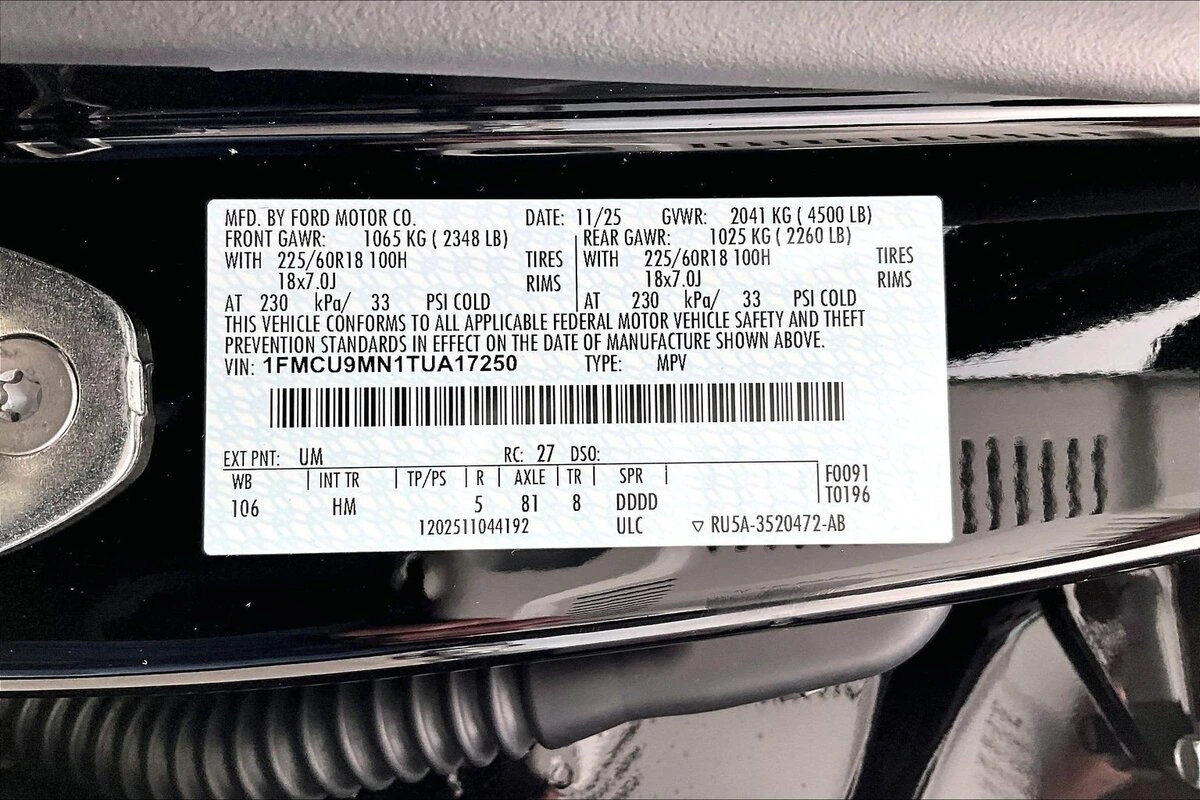 MFD. BY FORD MOTOR CO. DATE: 11/25 GVWR: 2041 KG ( 4500 LB)
FRONT GAWR: 1065 KG ( 2348 LB) REAR GAWR: 1025 KG ( 2260 LB)
WITH 225/60R18 100H TIRES WITH 225/60R18 100H TIRES
18x7.0J RIMS 18x7.0J RIMS
AT 230 kPa/ 33 PSI COLD AT 230 kPa/ 33 PSI COLD
THIS VEHICLE CONFORMS TO ALL APPLICABLE FEDERAL MOTOR VEHICLE SAFETY AND THEFT
PREVENTION STANDARDS IN EFFECT ON THE DATE OF MANUFACTURE SHOWN ABOVE.
VIN: 1FMCU9MN1TUA17250 TYPE: MPV
EXT PNT: UM RC: 27 DSO:
WB INT TR TP/PS R AXLE TR SPR F0091
106 HM 5 81 8 DDDD T0196
1202511044192 ULC ▽ RU5A-3520472-AB